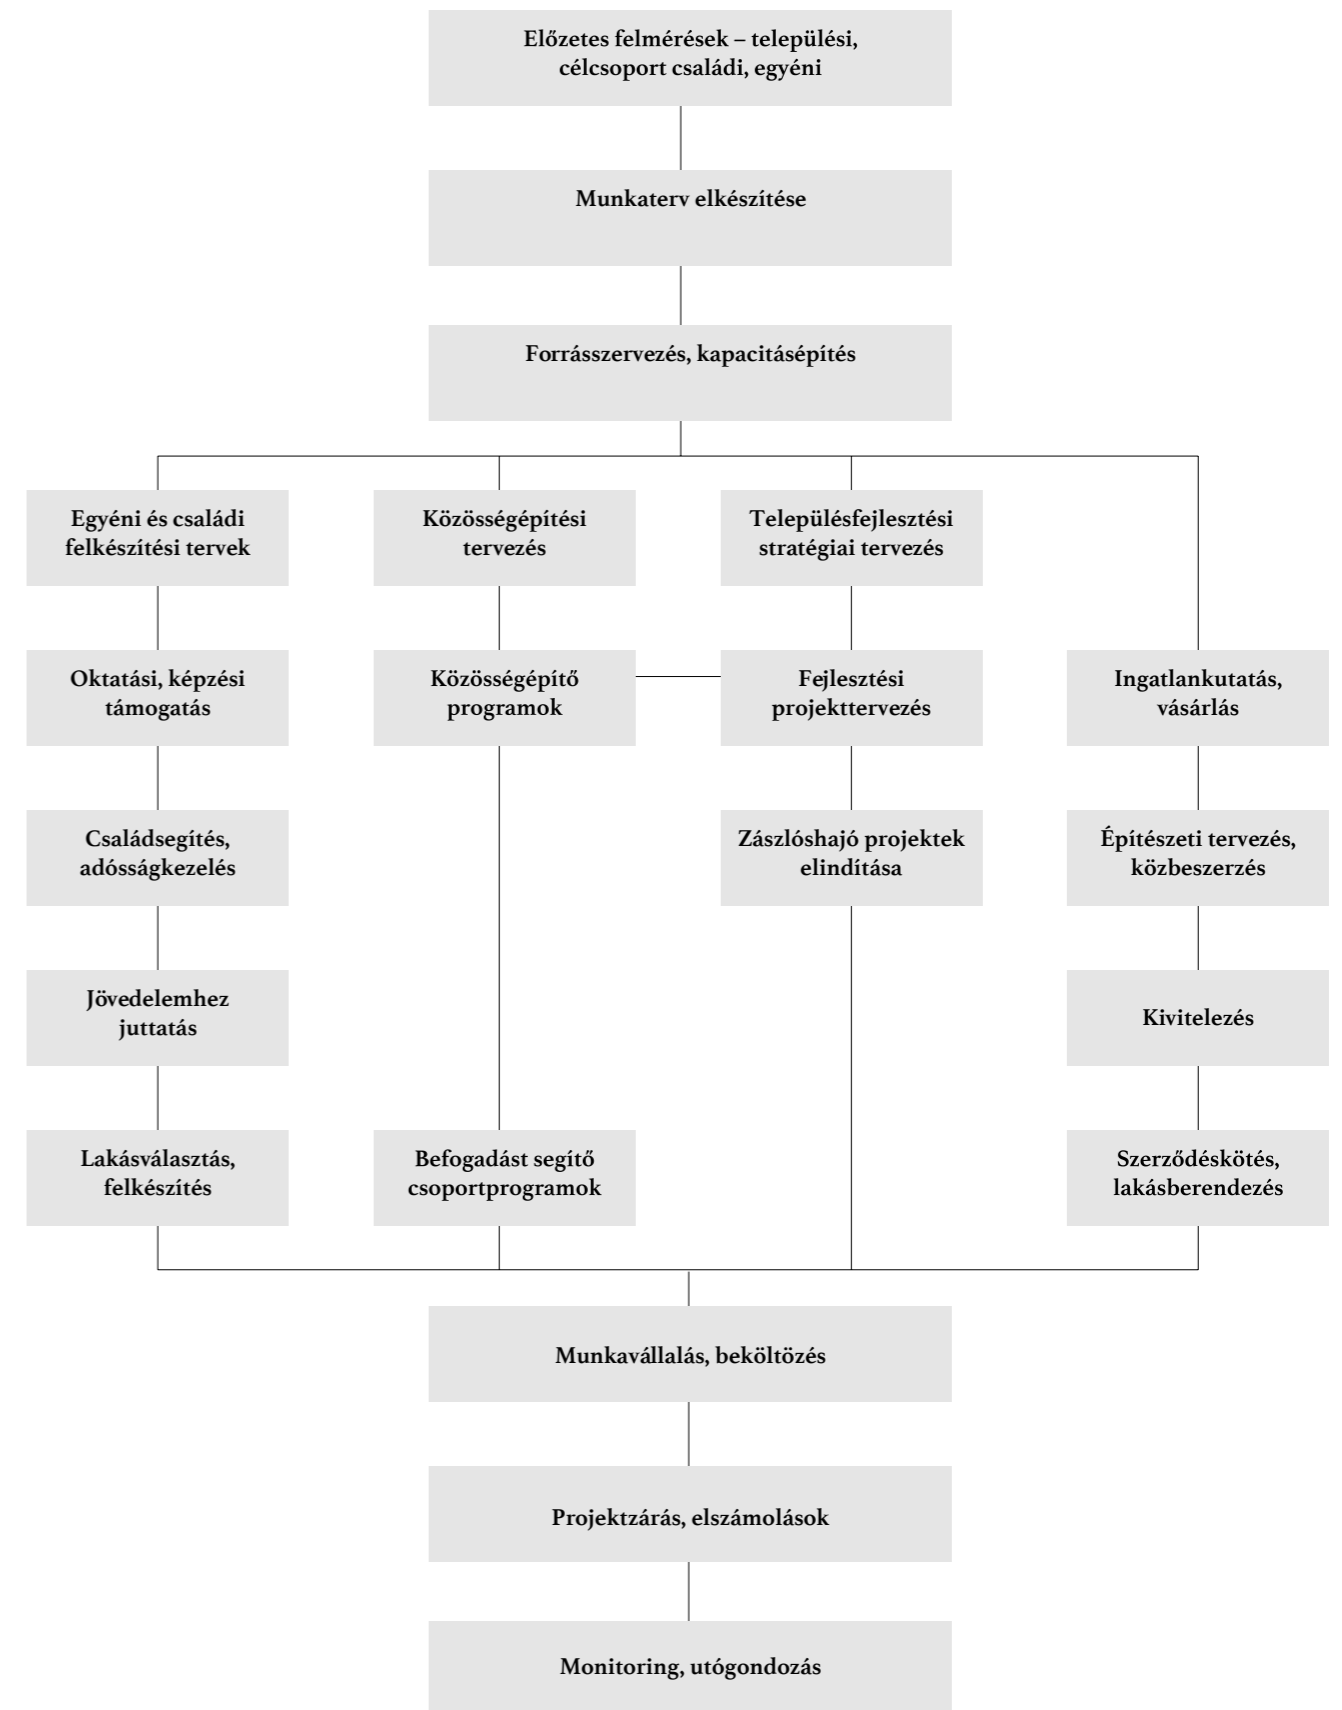 Előzetes felmérések – települési,
célcsoport családi, egyéni
Munkaterv elkészítése
Forrásszervezés, kapacitásépítés
Egyéni és családi
felkészítési tervek
Közösségépítési
tervezés
Településfejlesztési
stratégiai tervezés
Oktatási, képzési
támogatás
Közösségépítő
programok
Fejlesztési
projekttervezés
Ingatlankutatás,
vásárlás
Családsegítés,
adósságkezelés
Zászlóshajó projektek
elindítása
Építészeti tervezés,
közbeszerzés
Jövedelemhez
juttatás
Kivitelezés
Lakásválasztás,
felkészítés
Befogadást segítő
csoportprogramok
Szerződéskötés,
lakásberendezés
Munkavállalás, beköltözés
Projektzárás, elszámolások
Monitoring, utógondozás